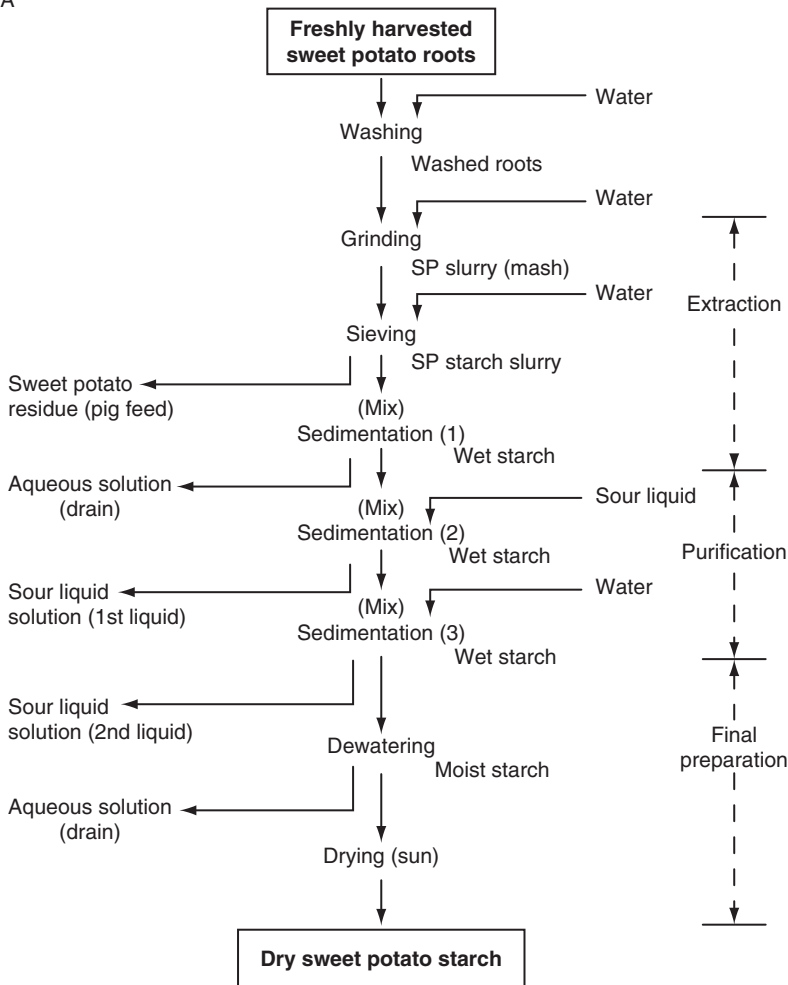 A
Freshly harvested
sweet potato roots
Water
Washing
Washed roots
Water
Grinding
SP slurry (mash)
Water
Extraction
Sieving
SP starch slurry
Sweet potato
residue (pig feed)
(Mix)
Sedimentation (1)
Wet starch
Aqueous solution
(drain)
Sour liquid
(Mix)
Sedimentation (2)
Wet starch
Purification
Sour liquid
solution (1st liquid)
Water
(Mix)
Sedimentation (3)
Wet starch
Sour liquid
solution (2nd liquid)
Final
preparation
Dewatering
Moist starch
Aqueous solution
(drain)
Drying (sun)
Dry sweet potato starch